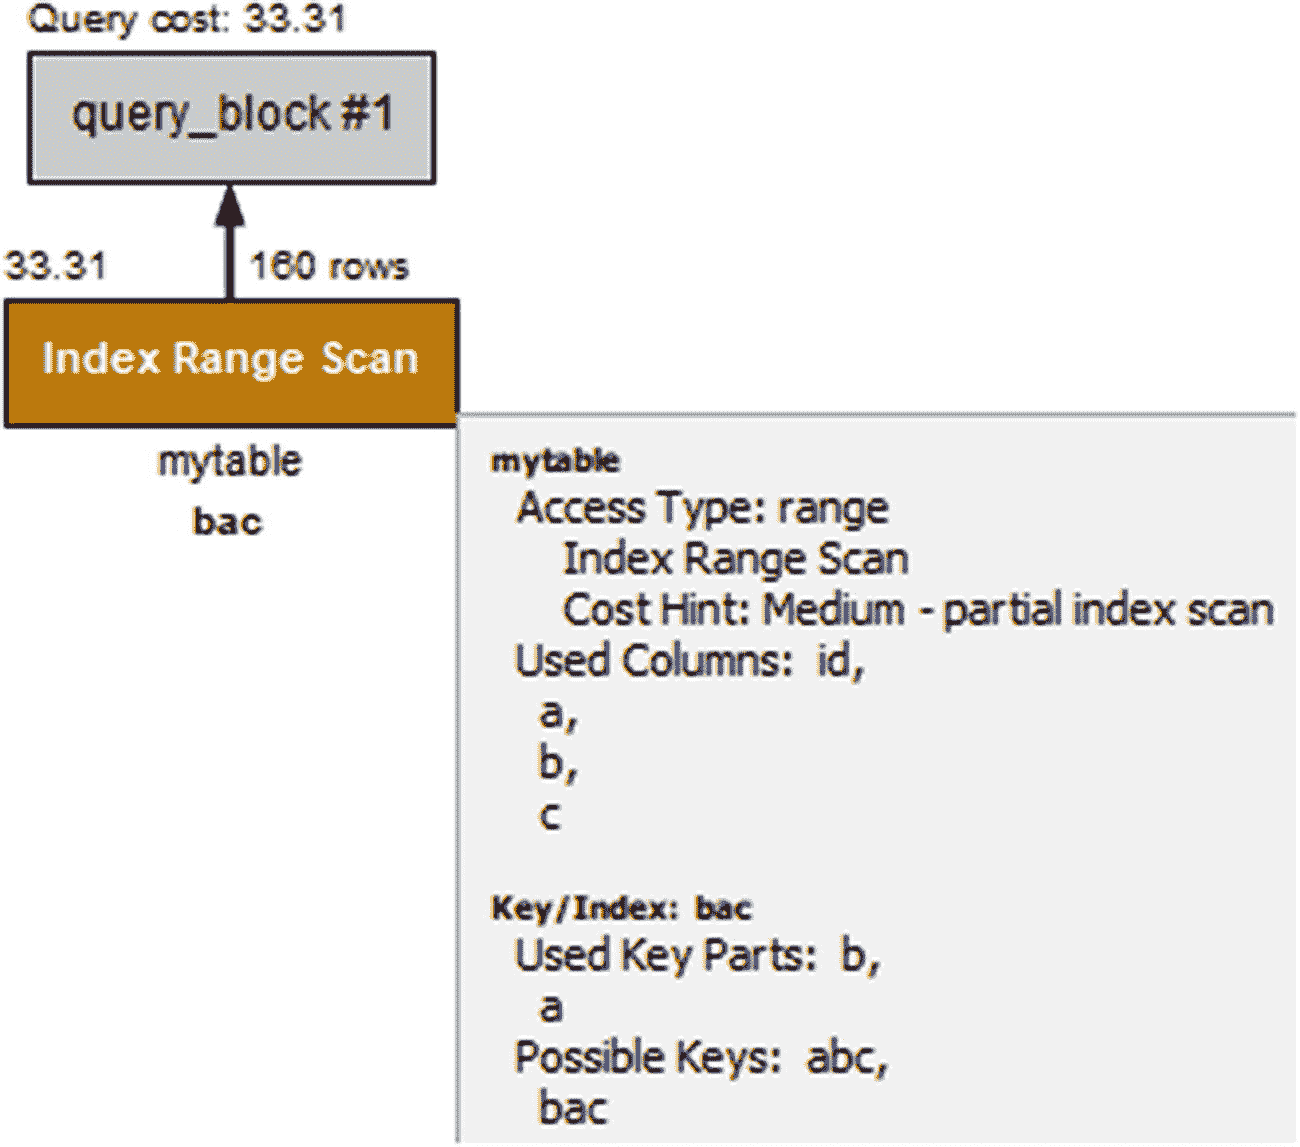 Query cost: 33.31
query_block #1
33.31
160 rows
Index Range Scan
mytable
bac
mytable
Access Type: range
Index Range Scan
Cost Hint: Medium - partial index scan
Used Columns: id,
a,
b,
c
Key/Index: bac
Used Key Parts: b,
a
Possible Keys: abc,
bac